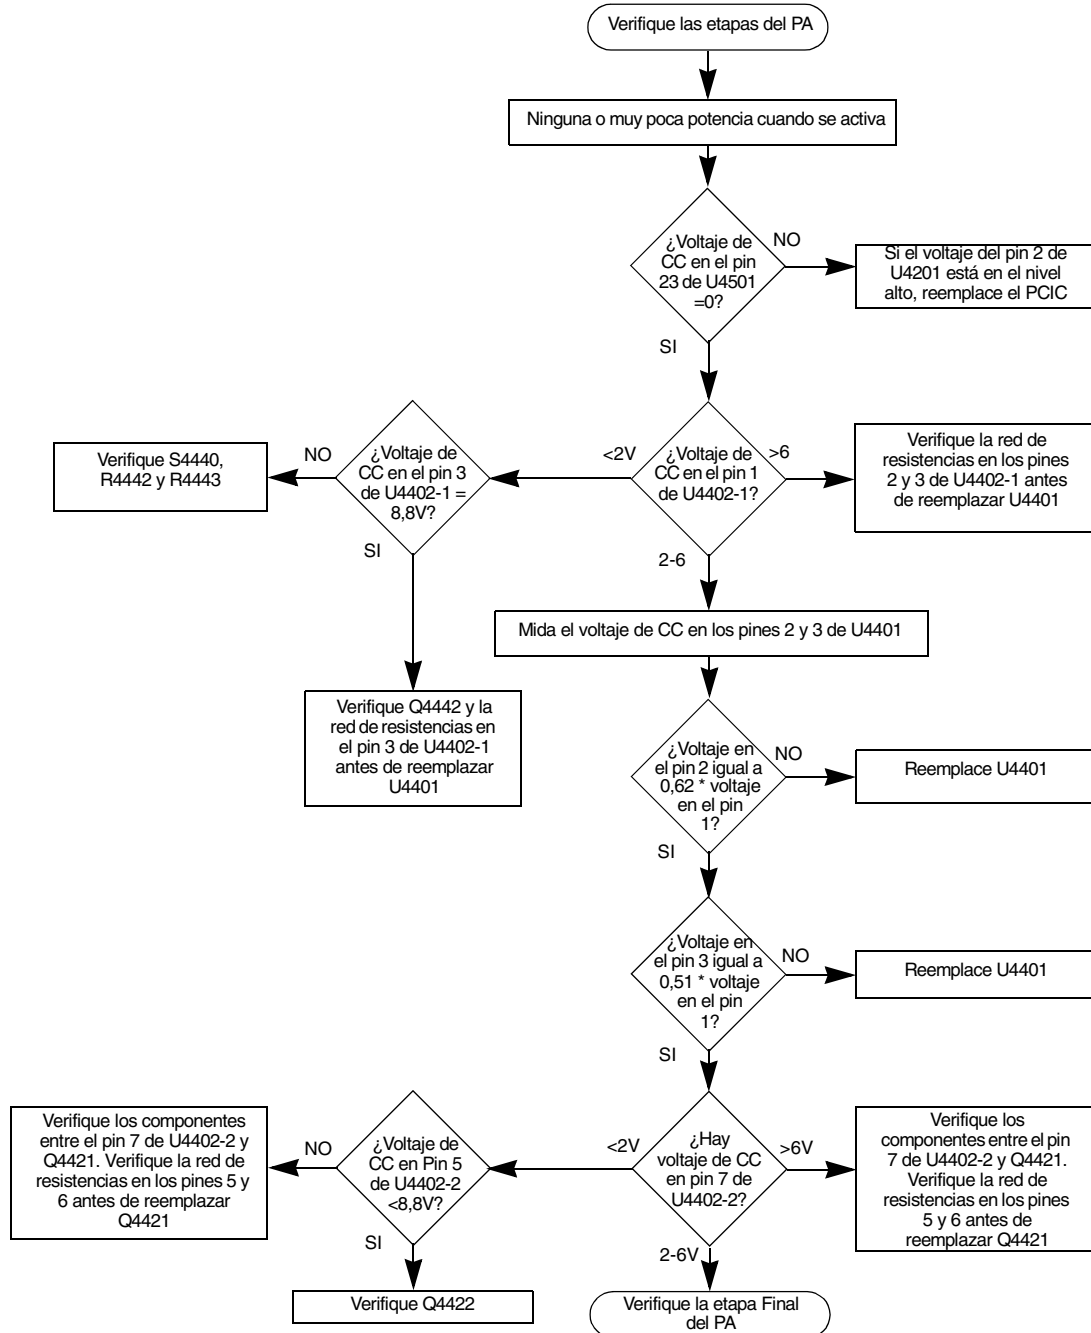 Verifique las etapas del PA
Ninguna o muy poca potencia cuando se activa
¿Voltaje de
CC en el pin
23 de U4501
=0?
NO
Si el voltaje del pin 2 de
U4201 está en el nivel
alto, reemplace el PCIC
SI
Verifique S4440,
R4442 y R4443
NO
¿Voltaje de
CC en el pin 3
de U4402-1 =
8,8V?
<2V
¿Voltaje de
CC en el pin 1
de U4402-1?
>6
Verifique la red de
resistencias en los pines
2 y 3 de U4402-1 antes
de reemplazar U4401
SI
2-6
Mida el voltaje de CC en los pines 2 y 3 de U4401
Verifique Q4442 y la
red de resistencias en
el pin 3 de U4402-1
antes de reemplazar
U4401
¿Voltaje en
el pin 2 igual a
0,62 * voltaje
en el pin
1?
NO
Reemplace U4401
SI
¿Voltaje en
el pin 3 igual a
0,51 * voltaje
en el pin
1?
NO
Reemplace U4401
SI
Verifique los componentes
entre el pin 7 de U4402-2 y
Q4421. Verifique la red de
resistencias en los pines 5 y
6 antes de reemplazar
Q4421
NO
¿Voltaje de
CC en Pin 5
de U4402-2
<8,8V?
<2V
¿Hay
voltaje de CC
en pin 7 de
U4402-2?
>6V
Verifique los
componentes entre el pin
7 de U4402-2 y Q4421.
Verifique la red de
resistencias en los pines
5 y 6 antes de
reemplazar Q4421
SI
2-6V
Verifique Q4422
Verifique la etapa Final
del PA